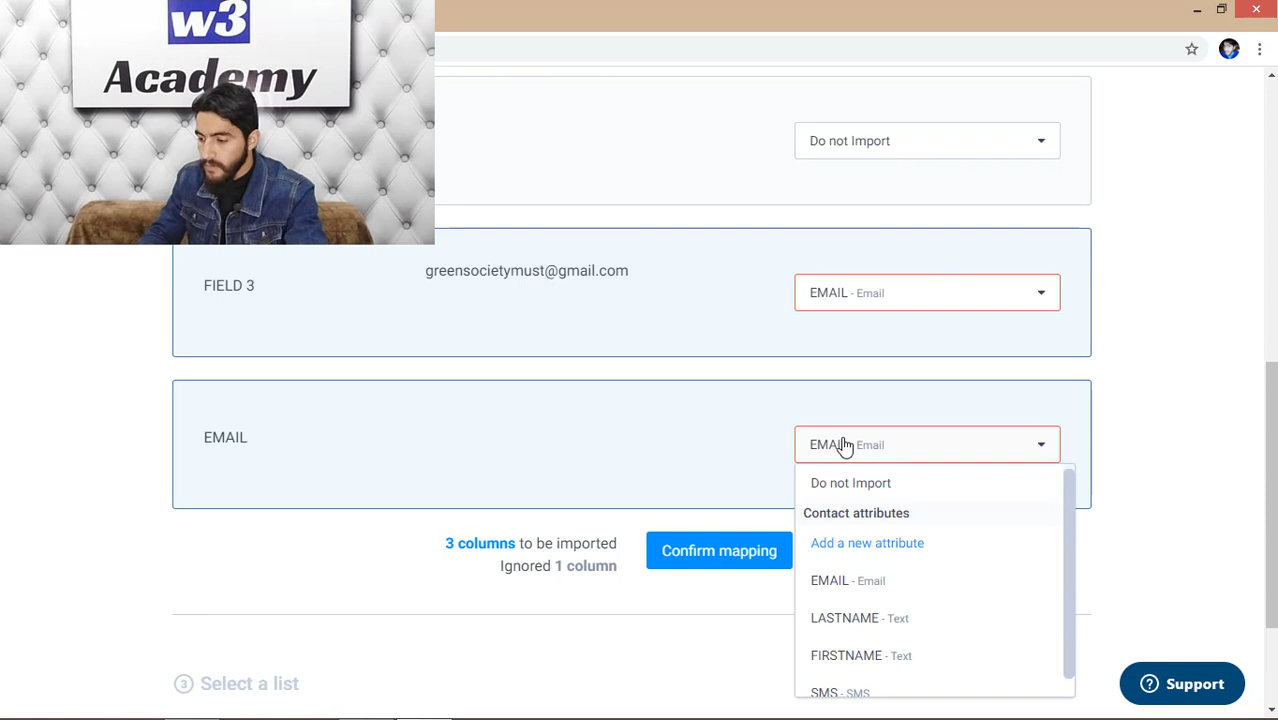 w3
Academy
Do not Import
FIELD 3
greensocietymust@gmail.com
EMAIL - Email
EMAIL
EMAIL Email
Do not Import
Contact attributes
Add a new attribute
EMAIL - Email
LASTNAME - Text
FIRSTNAME - Text
SMS - SMS
3 columns to be imported
Ignored 1 column
Confirm mapping
3 Select a list
? Support